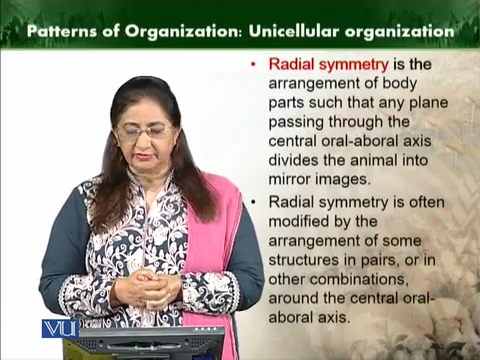 Patterns of Organization: Unicellular organization
• Radial symmetry is the
arrangement of body
parts such that any plane
passing through the
central oral-aboral axis
divides the animal into
mirror images.
• Radial symmetry is often
modified by the
arrangement of some
structures in pairs, or in
other combinations,
around the central oral-
aboral axis.
VU